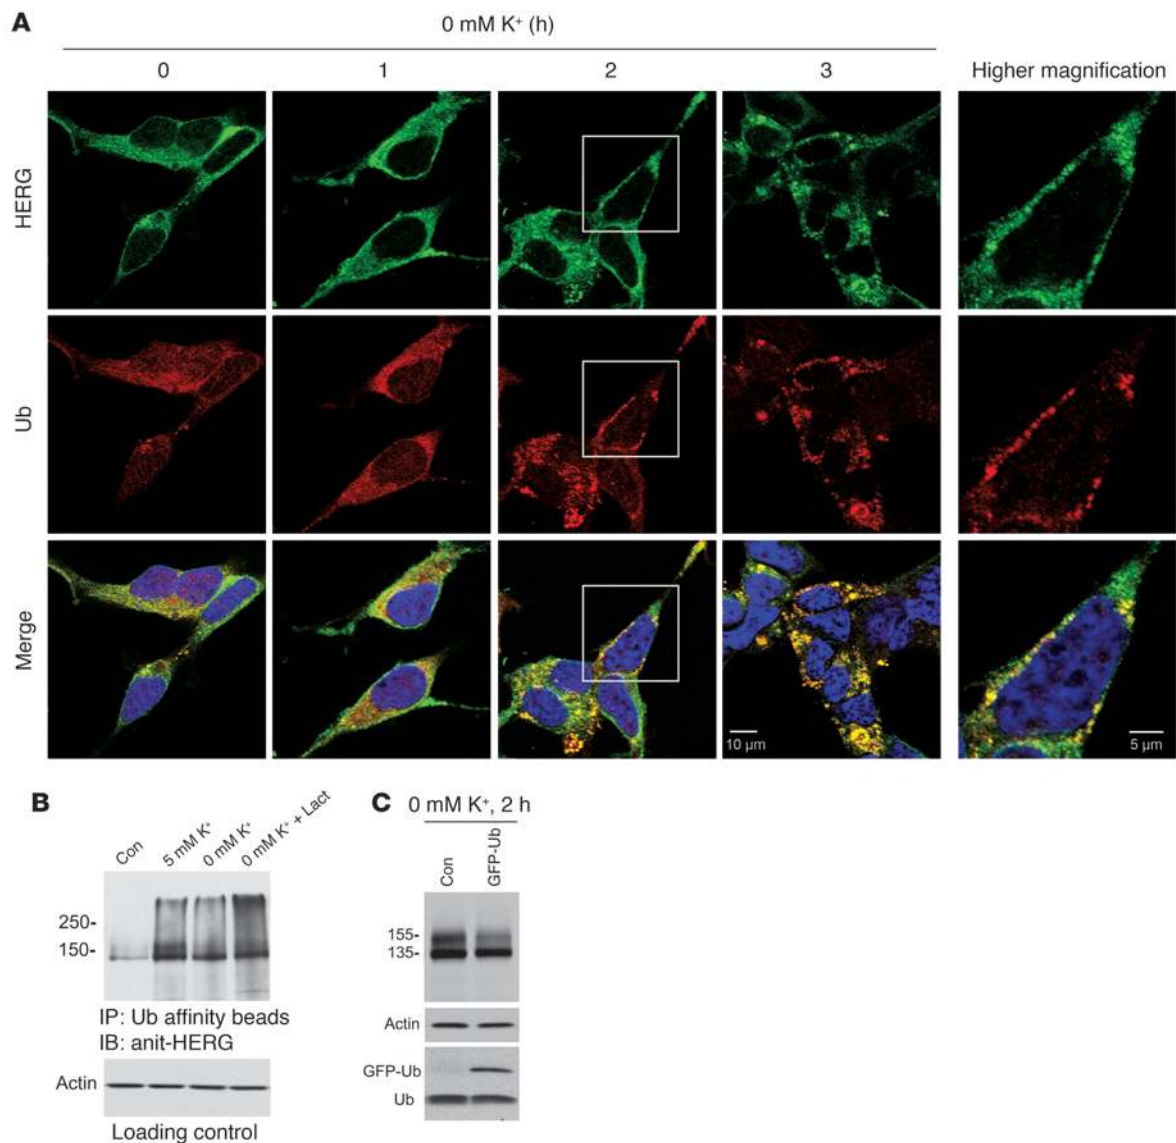 A
0 mM K⁺ (h)
0 1 2 3 Higher magnification
HERG
Ub
Merge
10 µm
5 µm
B
Con 5 mM K⁺ 0 mM K⁺ 0 mM K⁺ + Lact
250-
150-
IP: Ub affinity beads
IB: anit-HERG
Actin
Loading control
C 0 mM K⁺, 2 h
Con GFP-Ub
155-
135-
Actin
GFP-Ub
Ub